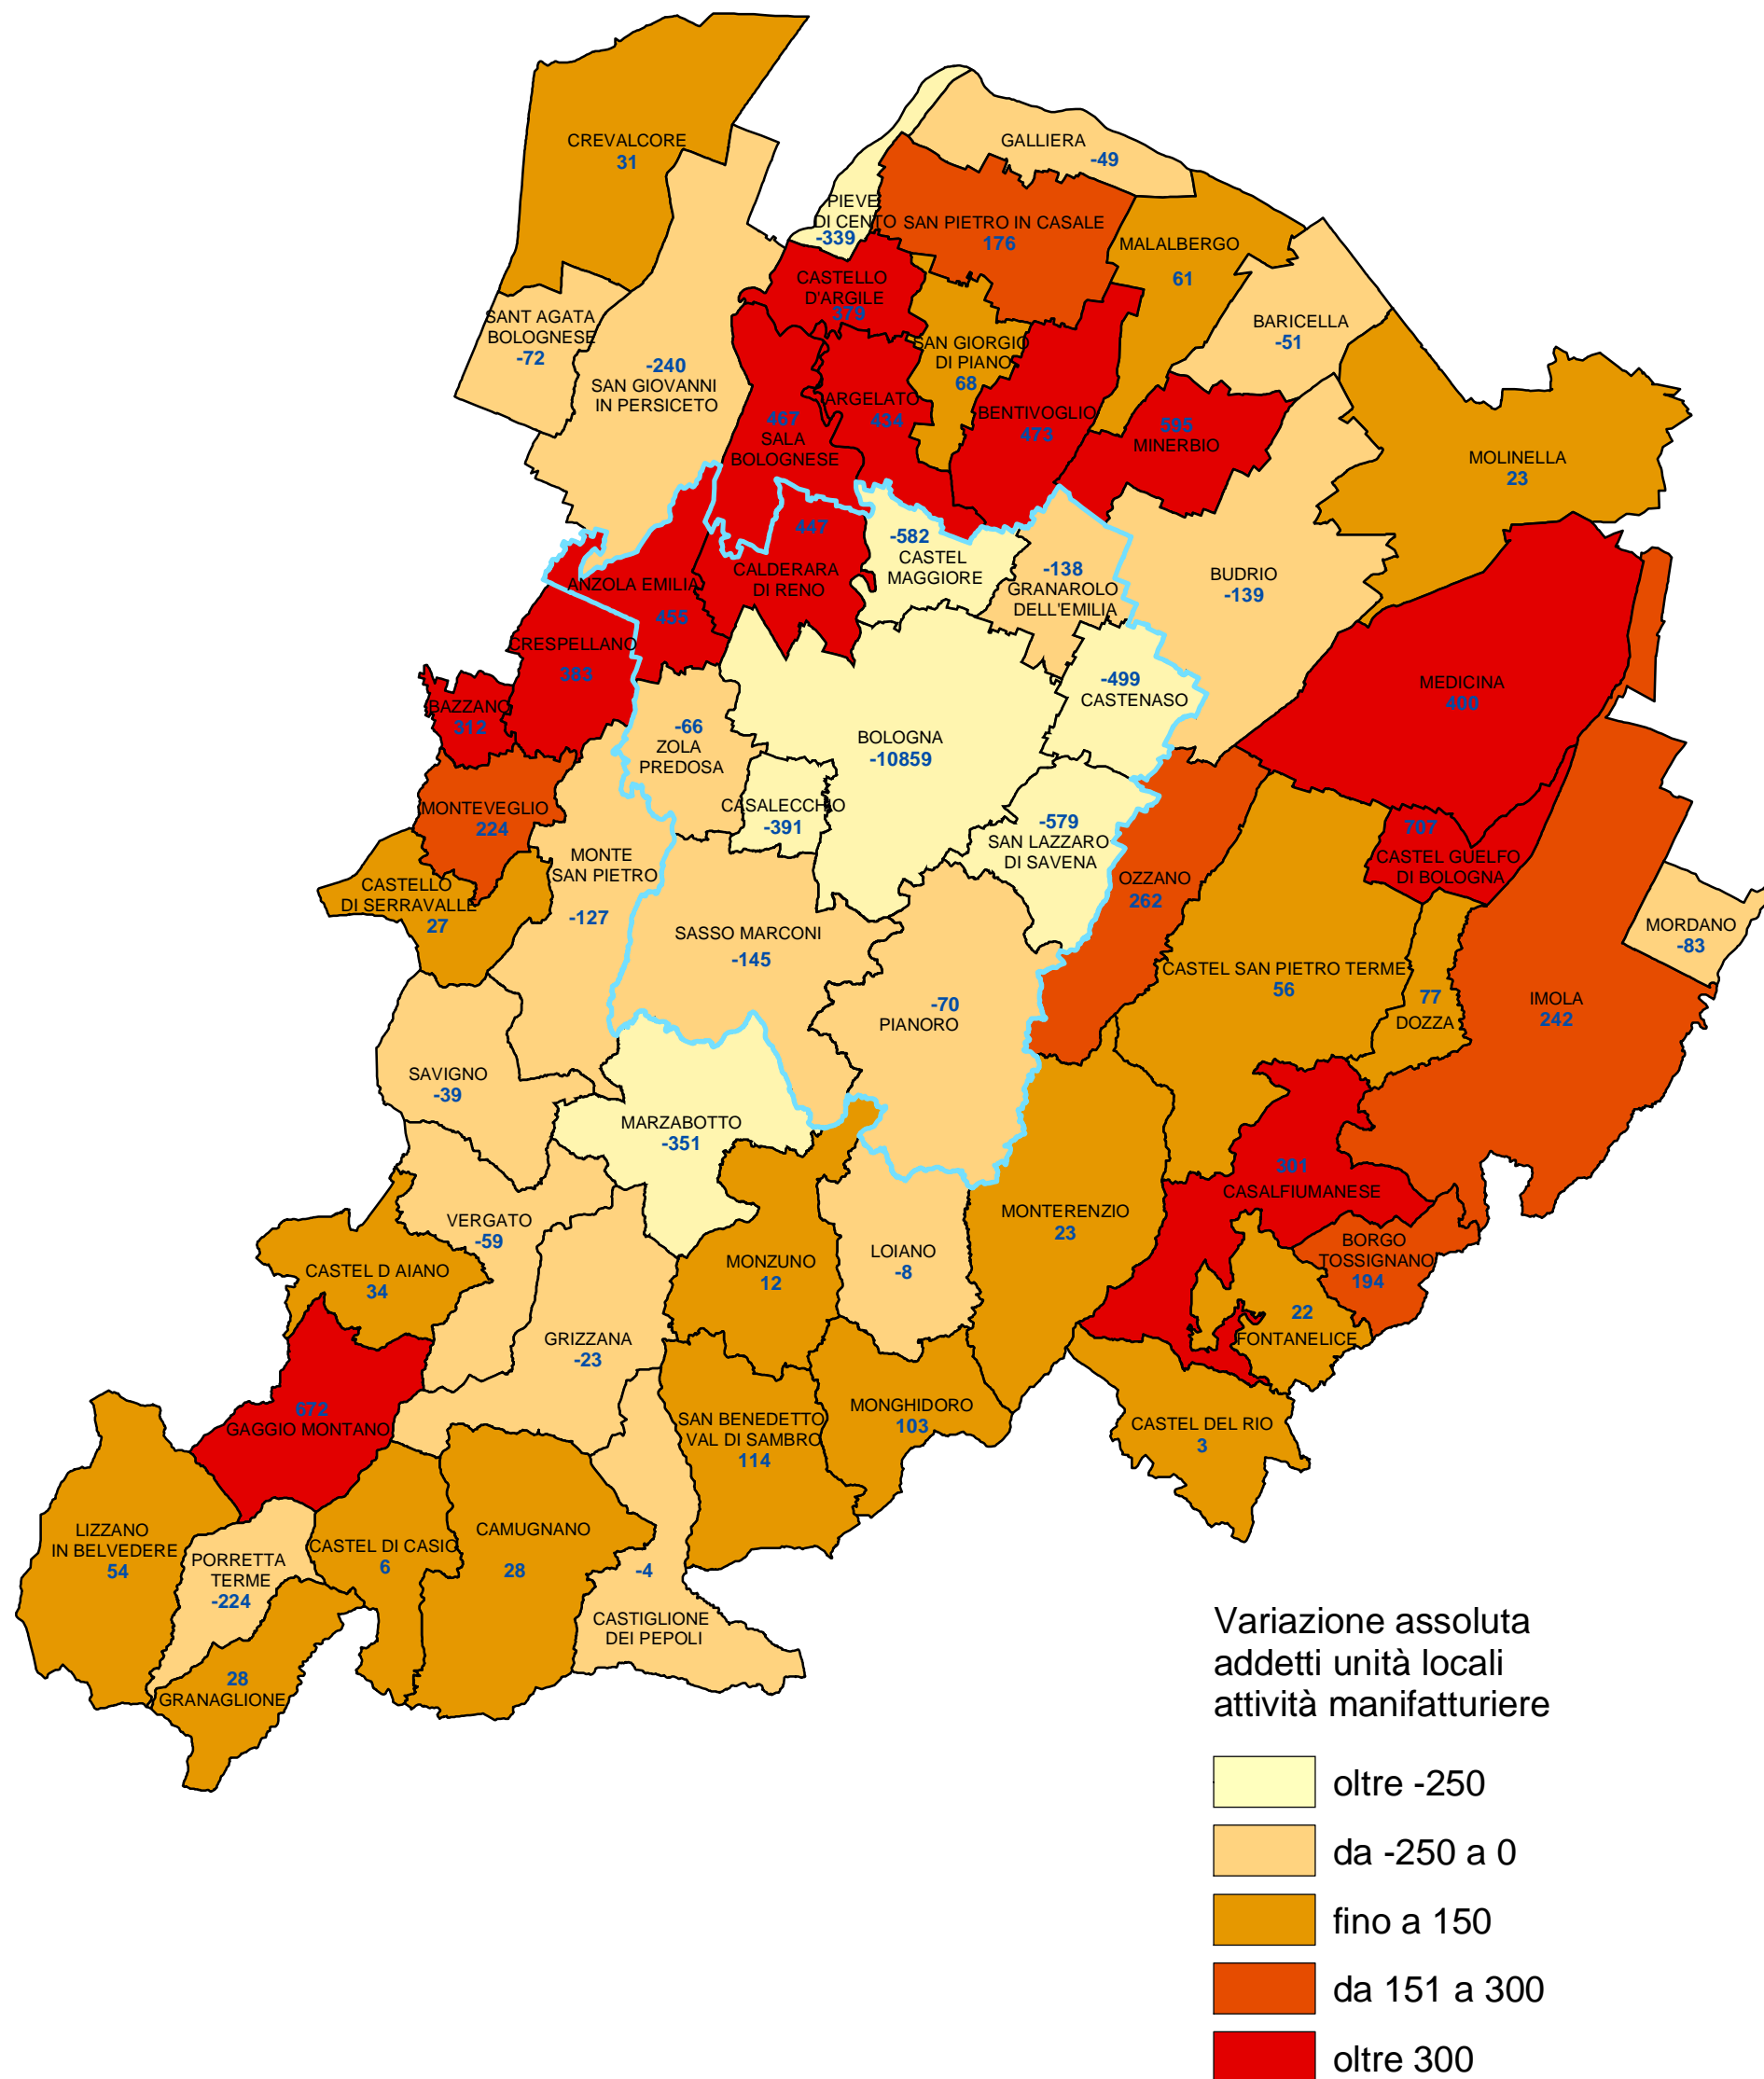 CREVALCORE
31
GALLIERA
-49
PIEVE
DI CENTO
-339
SAN PIETRO IN CASALE
176
MALALBERGO
61
CASTELLO
D'ARGILE
379
SANT AGATA
BOLOGNESE
-72
-240
SAN GIOVANNI
IN PERSICETO
SAN GIORGIO
DI PIANO
68
BARICELLA
-51
ARGELATO
434
467
SALA
BOLOGNESE
BENTIVOGLIO
473
595
MINERBIO
MOLINELLA
23
447
CALDERARA
DI RENO
-582
CASTEL
MAGGIORE
-138
GRANAROLO
DELL'EMILIA
BUDRIO
-139
ANZOLA EMILIA
455
CRESPELLANO
383
BAZZANO
312
-499
CASTENASO
MEDICINA
400
-66
ZOLA
PREDOSA
BOLOGNA
-10859
CASALECCHIO
-391
MONTEVEGLIO
224
-579
SAN LAZZARO
DI SAVENA
707
CASTEL GUELFO
DI BOLOGNA
MONTE
SAN PIETRO
-127
CASTELLO
DI SERRAVALLE
27
OZZANO
262
SASSO MARCONI
-145
MORDANO
-83
CASTEL SAN PIETRO TERME
56
77
DOZZA
IMOLA
242
-70
PIANORO
SAVIGNO
-39
MARZABOTTO
-351
301
CASALFIUMANESE
VERGATO
-59
MONTERENZIO
23
BORGO
TOSSIGNANO
194
CASTEL D AIANO
34
MONZUNO
12
LOIANO
-8
22
FONTANELICE
GRIZZANA
-23
672
GAGGIO MONTANO
SAN BENEDETTO
VAL DI SAMBRO
114
MONGHIDORO
103
CASTEL DEL RIO
3
LIZZANO
IN BELVEDERE
54
PORRETTA
TERME
-224
CASTEL DI CASIO
6
CAMUGNANO
28
-4
CASTIGLIONE
DEI PEPOLI
28
GRANAGLIONE
Variazione assoluta
addetti unità locali
attività manifatturiere
oltre -250
da -250 a 0
fino a 150
da 151 a 300
oltre 300